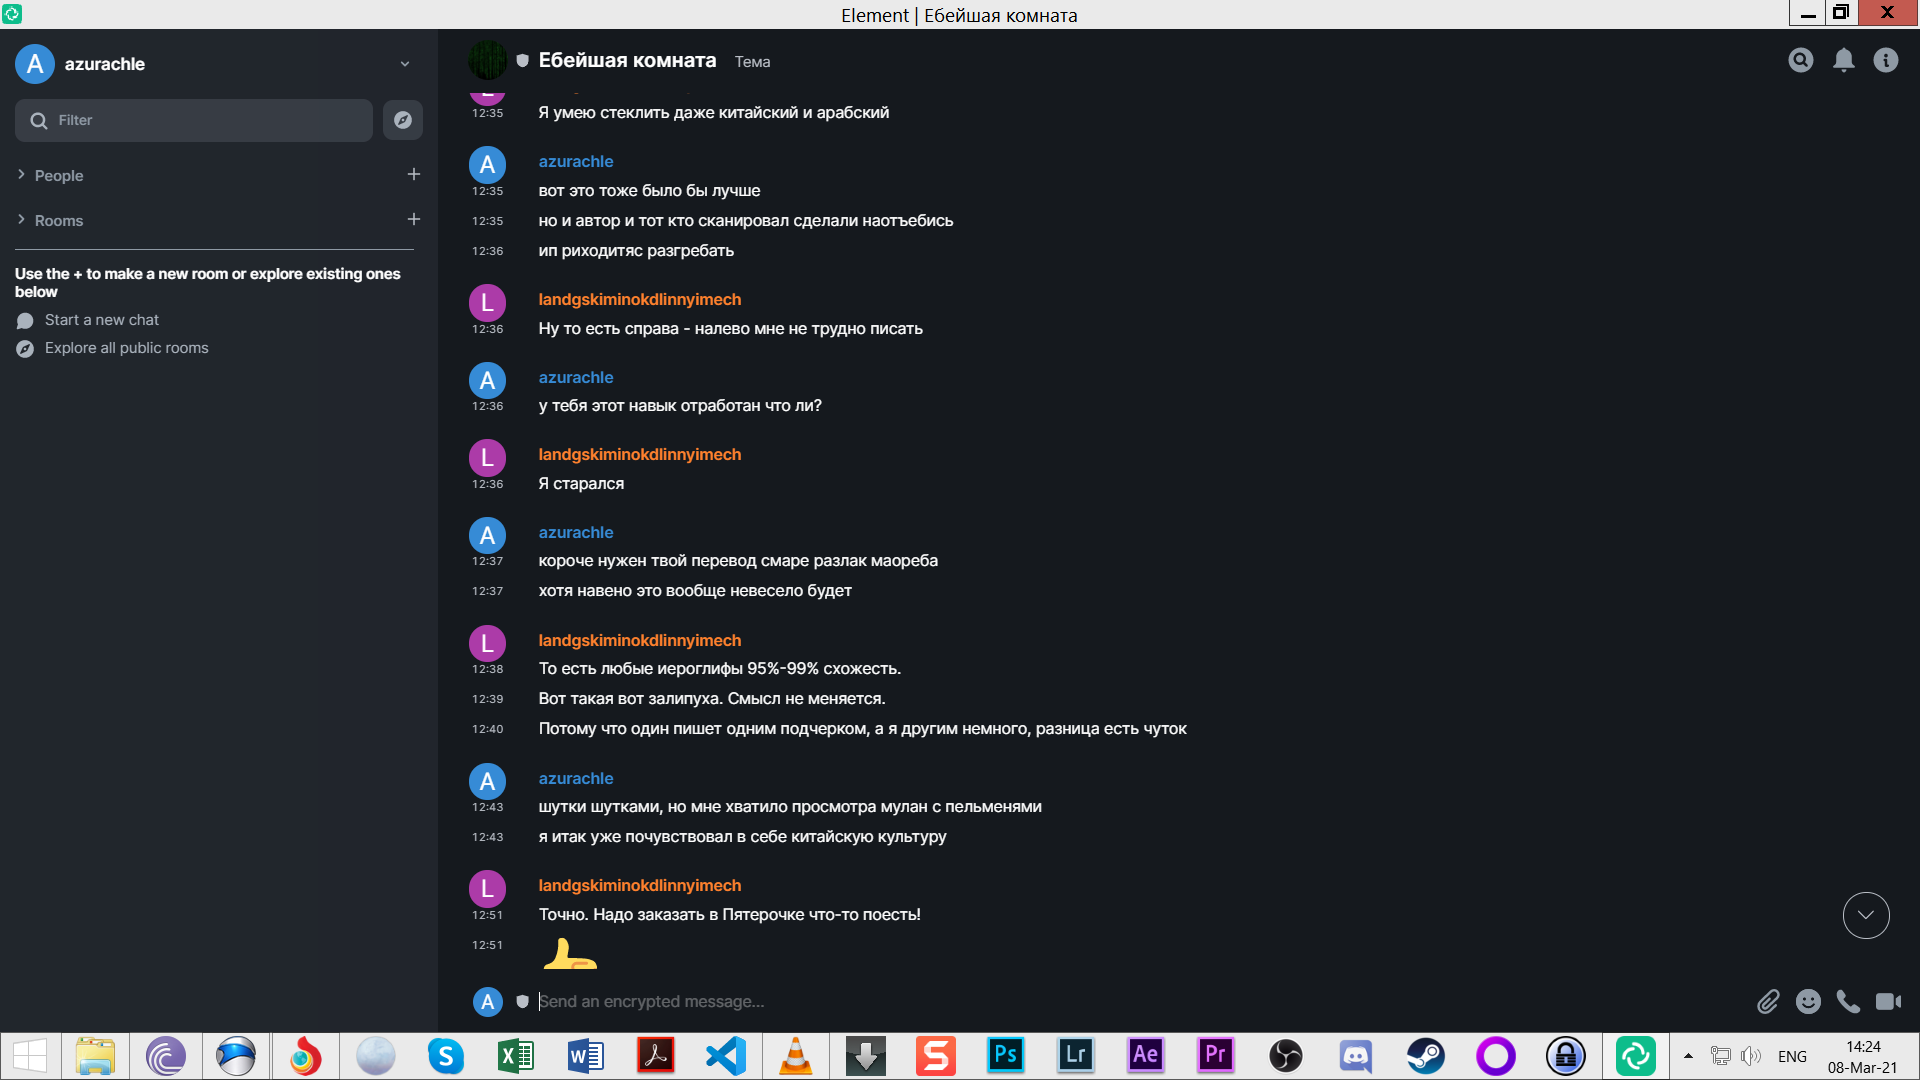 Element | Ебейшая комната
A azurachle
Filter
People
Rooms
Use the + to make a new room or explore existing ones
below
Start a new chat
Explore all public rooms
Ебейшая комната Тема
12:35 Я умею стеклить даже китайский и арабский
A azurachle
12:35 вот это тоже было бы лучше
12:35 но и автор и тот кто сканировал сделали наотъебись
12:36 ип риходитяс разгребать
L landgskiminokdlinnyimech
12:36 Ну то есть справа - налево мне не трудно писать
A azurachle
12:36 у тебя этот навык отработан что ли?
L landgskiminokdlinnyimech
12:36 Я старался
A azurachle
12:37 короче нужен твой перевод смаре разлак маореба
12:37 хотя навено это вообще невесело будет
L landgskiminokdlinnyimech
12:38 То есть любые иероглифы 95%-99% схожесть.
12:39 Вот такая вот залипуха. Смысл не меняется.
12:40 Потому что один пишет одним подчерком, а я другим немного, разница есть чуток
A azurachle
12:43 шутки шутками, но мне хватило просмотра мулан с пельменями
12:43 я итак уже почувствовал в себе китайскую культуру
L landgskiminokdlinnyimech
12:51 Точно. Надо заказать в Пятерочке что-то поесть!
12:51
A Send an encrypted message...
S X W Ps Lr Ae Pr ENG 14:24
08-Mar-21